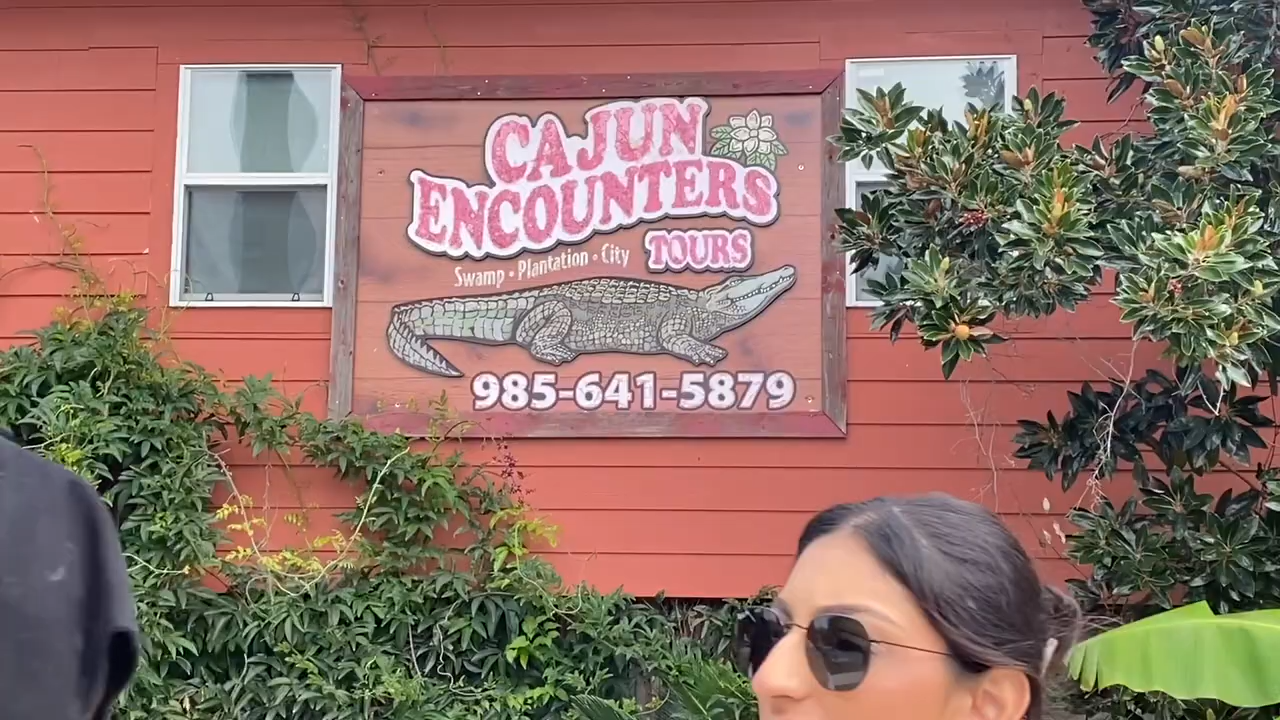 CAJUN
ENCOUNTERS
TOURS
Swamp • Plantation • City
985-641-5879